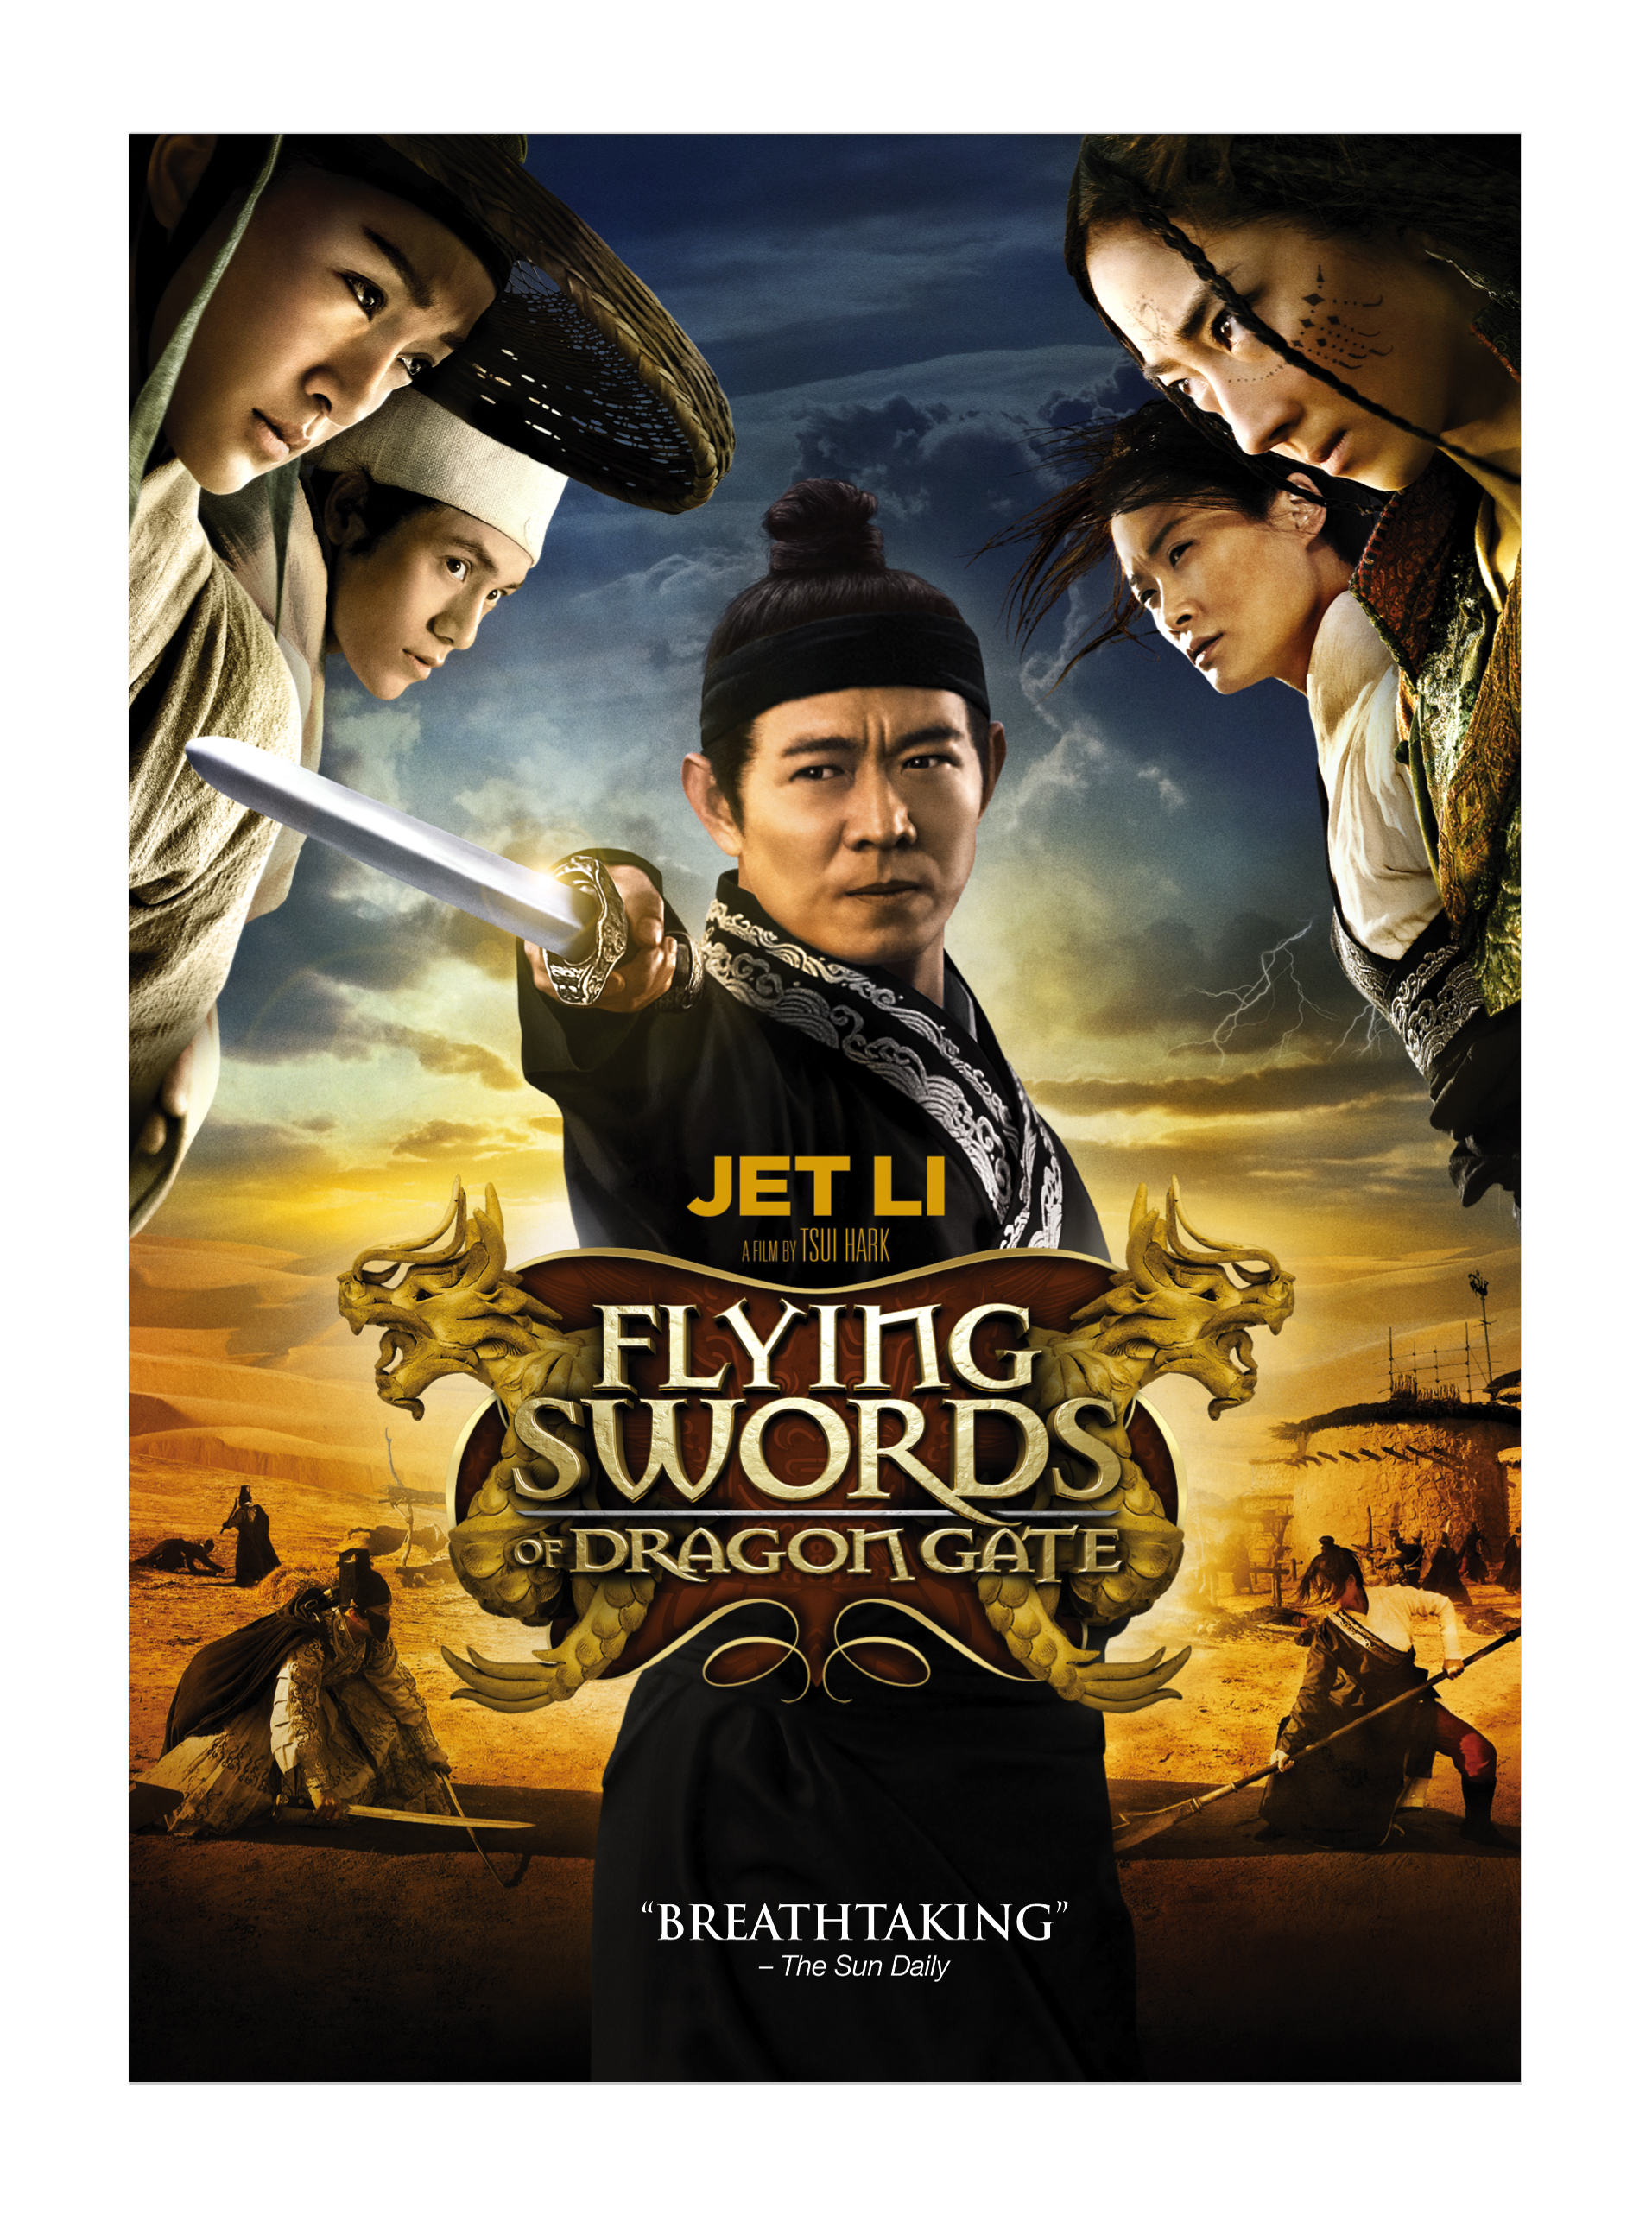 JET LI
A FILM BY TSUI HARK
FLYING
SWORDS
OF DRAGON GATE
“BREATHTAKING”
– The Sun Daily